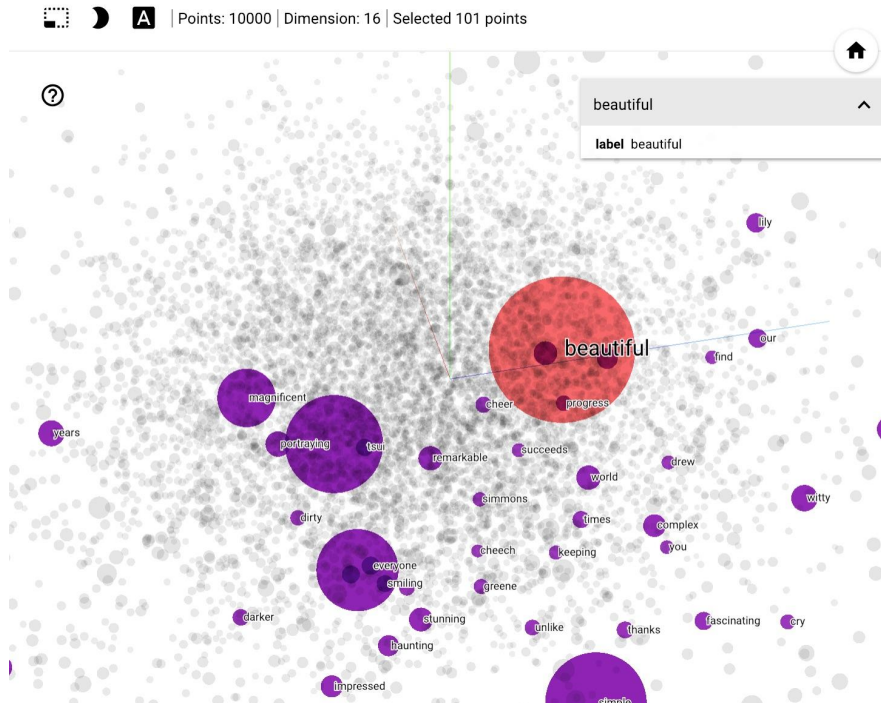 A
Points: 10000 | Dimension: 16 | Selected 101 points
?
beautiful
label beautiful
lily
our
find
beautiful
magnificent
cheer
progress
years
portraying
tsui
remarkable
succeeds
drew
world
simmons
witty
dirty
times
complex
cheech
keeping
you
everyone
smiling
greene
darker
stunning
unlike
thanks
fascinating
cry
haunting
impressed
simple